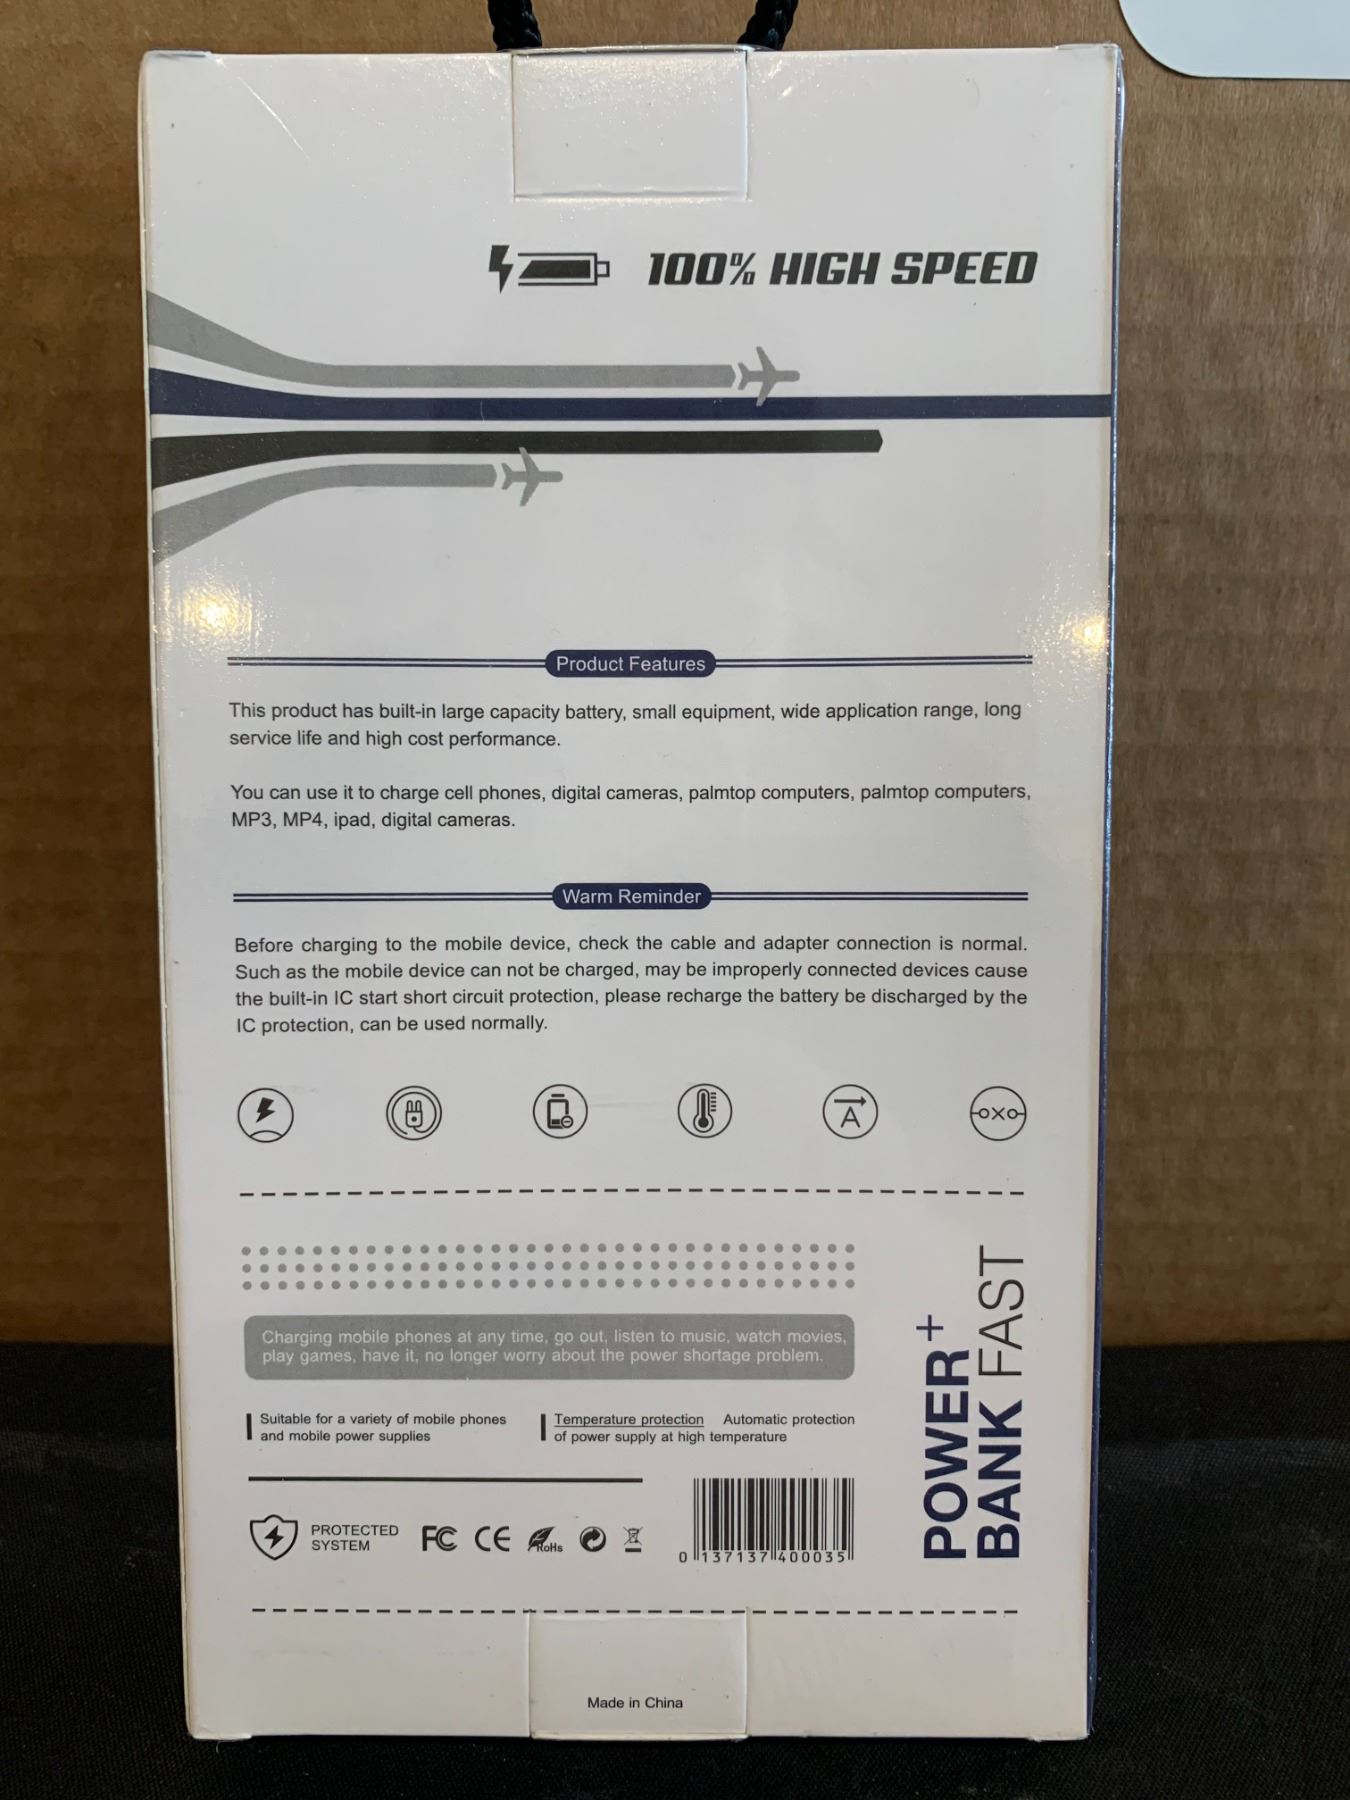 100% HIGH SPEED
Product Features
This product has built-in large capacity battery, small equipment, wide application range, long
service life and high cost performance.
You can use it to charge cell phones, digital cameras, palmtop computers, palmtop computers,
MP3, MP4, ipad, digital cameras.
Warm Reminder
Before charging to the mobile device, check the cable and adapter connection is normal.
Such as the mobile device can not be charged, may be improperly connected devices cause
the built-in IC start short circuit protection, please recharge the battery be discharged by the
IC protection, can be used normally.
A
Charging mobile phones at any time, go out, listen to music, watch movies,
play games, have it, no longer worry about the power shortage problem.
Suitable for a variety of mobile phones
and mobile power supplies
Temperature protection Automatic protection
of power supply at high temperature
PROTECTED
SYSTEM
FC CE RoHs
0 137137 400035
POWER+
BANK FAST
Made in China